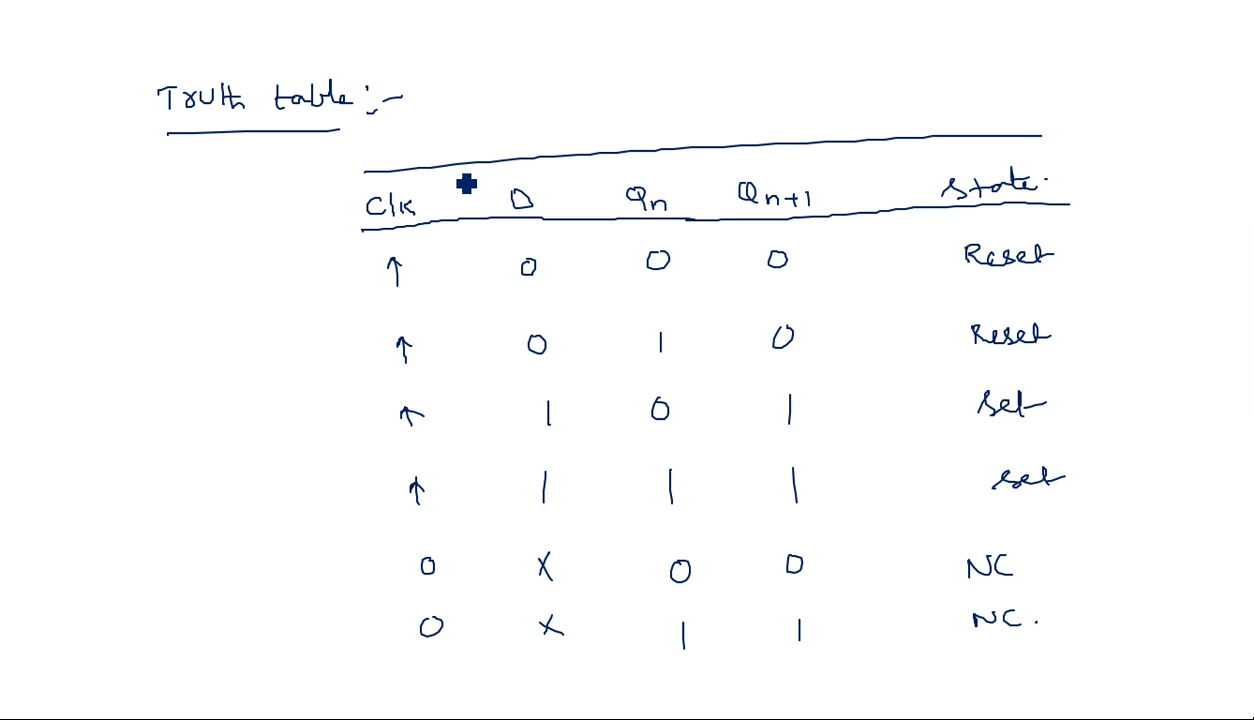 Truth table :-
Clk D Qn Qn+1 State.
↑ 0 0 0 Reset
↑ 0 1 0 Reset
↑ 1 0 1 Set
↑ 1 1 1 set
0 X 0 0 NC
0 X 1 1 NC.